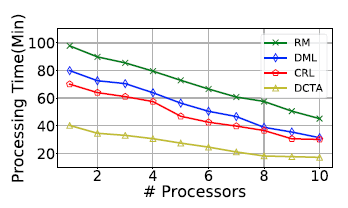 Processing Time(Min)
100
80
60
40
20
RM
DML
CRL
DCTA
2
4
6
8
10
# Processors